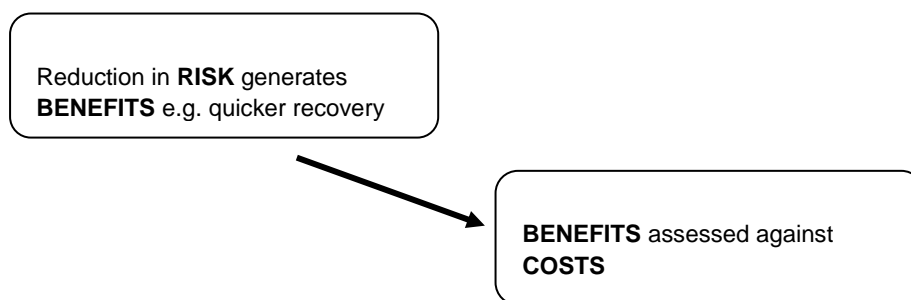 Reduction in RISK generates
BENEFITS e.g. quicker recovery
BENEFITS assessed against
COSTS